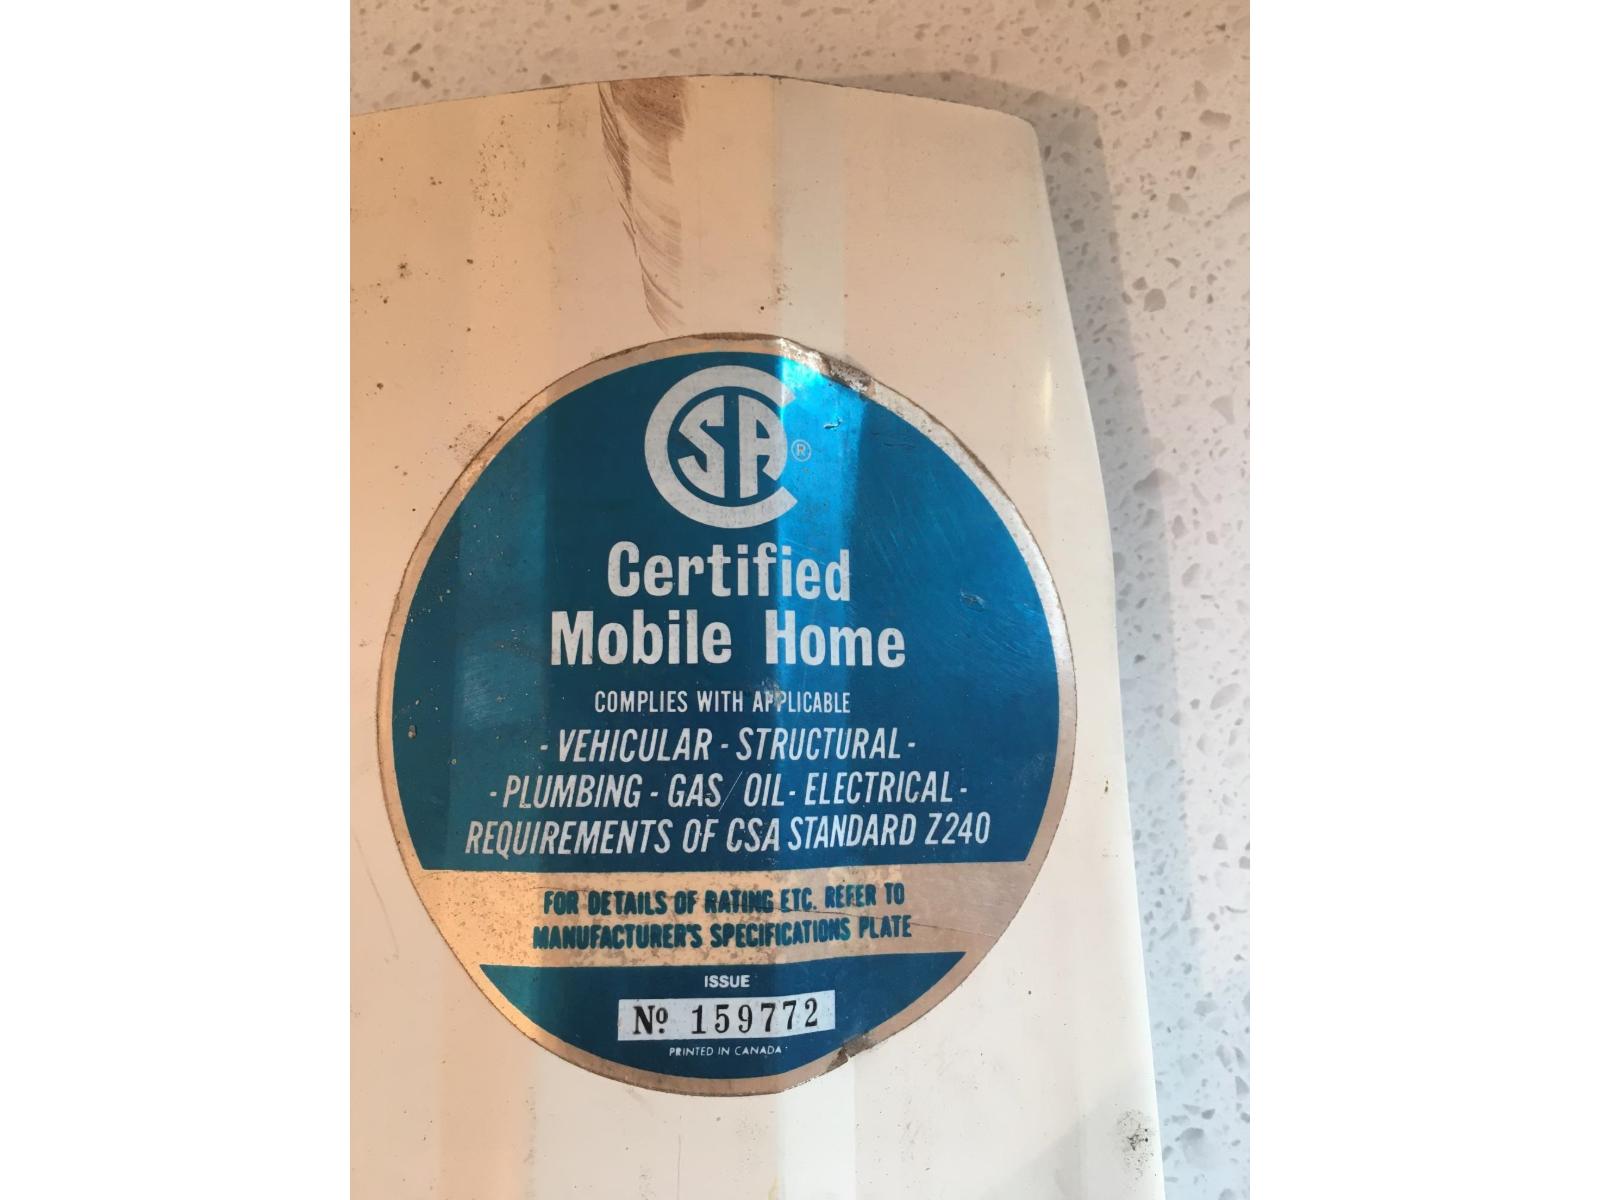 CSA ®
Certified
Mobile Home
COMPLIES WITH APPLICABLE
- VEHICULAR - STRUCTURAL -
- PLUMBING - GAS/OIL - ELECTRICAL -
REQUIREMENTS OF CSA STANDARD Z240
FOR DETAILS OF RATING ETC. REFER TO
MANUFACTURER'S SPECIFICATIONS PLATE
ISSUE
Nº 159772
PRINTED IN CANADA